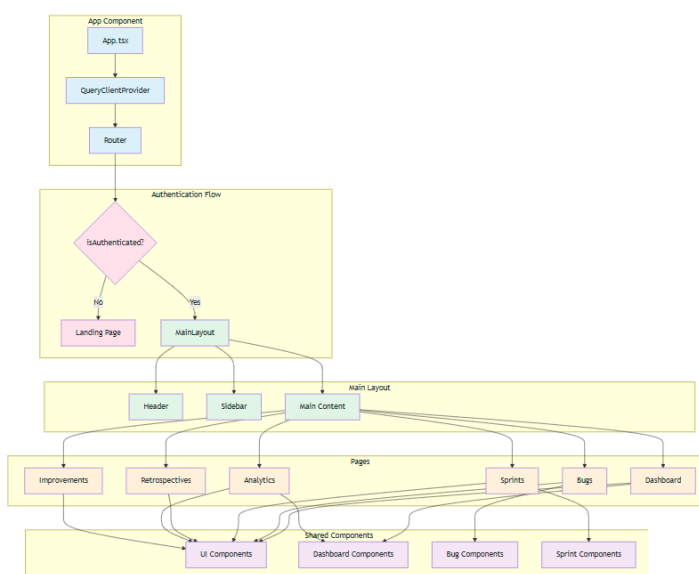 App Component
App.tsx
QueryClientProvider
Router
Authentication Flow
isAuthenticated?
No
Yes
Landing Page
MainLayout
Main Layout
Header
Sidebar
Main Content
Pages
Improvements
Retrospectives
Analytics
Sprints
Bugs
Dashboard
Shared Components
UI Components
Dashboard Components
Bug Components
Sprint Components